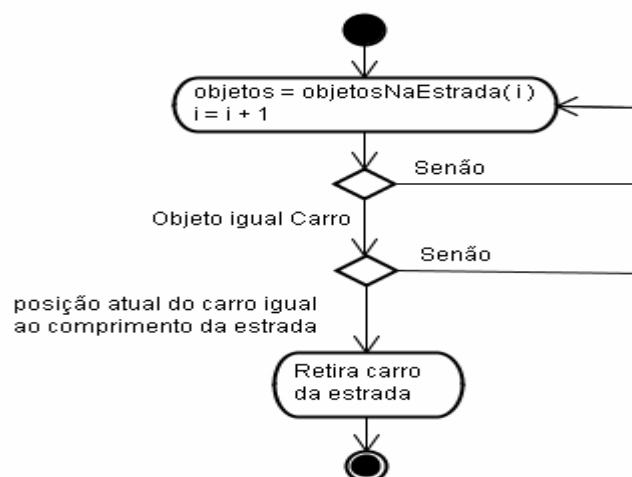 objetos = objetosNaEstrada( i )
i = i + 1
Senão
Objeto igual Carro
Senão
posição atual do carro igual
ao comprimento da estrada
Retira carro
da estrada